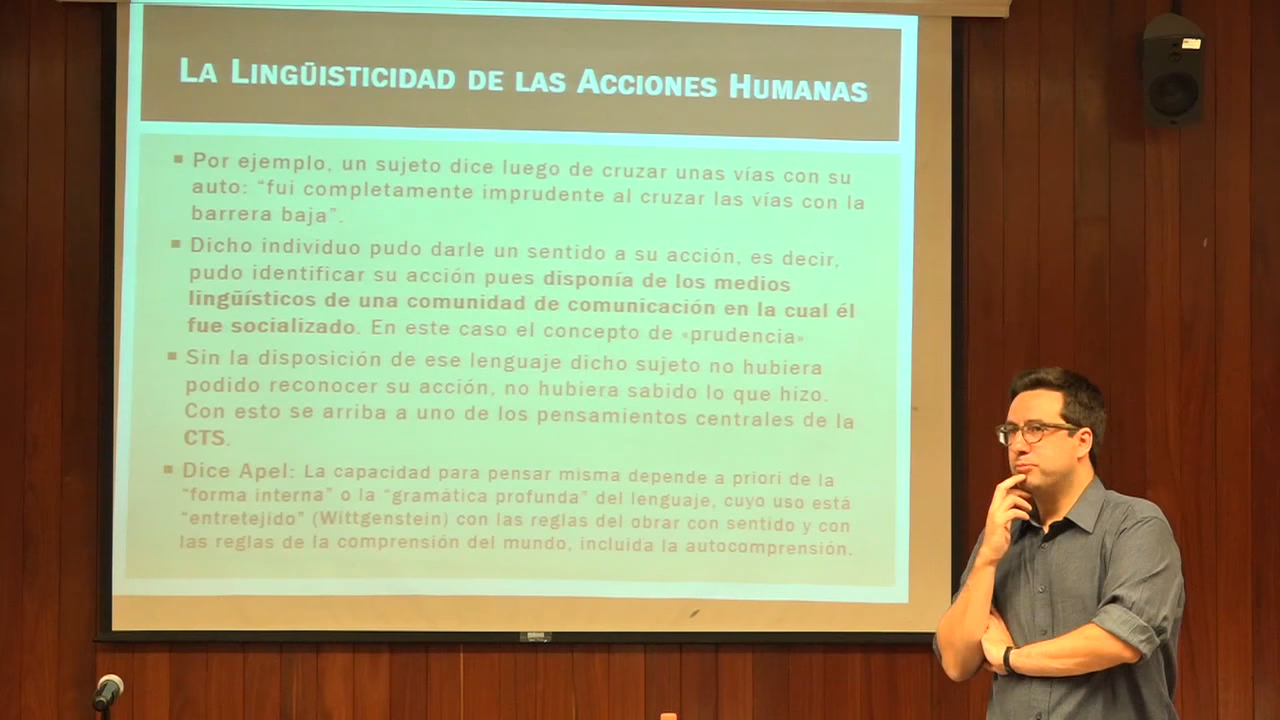 LA LINGÜISTICIDAD DE LAS ACCIONES HUMANAS
▪ Por ejemplo, un sujeto dice luego de cruzar unas vías con su
auto: “fui completamente imprudente al cruzar las vías con la
barrera baja”.
▪ Dicho individuo pudo darle un sentido a su acción, es decir,
pudo identificar su acción pues disponía de los medios
lingüísticos de una comunidad de comunicación en la cual él
fue socializado. En este caso el concepto de «prudencia»
▪ Sin la disposición de ese lenguaje dicho sujeto no hubiera
podido reconocer su acción, no hubiera sabido lo que hizo.
Con esto se arriba a uno de los pensamientos centrales de la
CTS.
▪ Dice Apel: La capacidad para pensar misma depende a priori de la
“forma interna” o la “gramática profunda” del lenguaje, cuyo uso está
“entretejido” (Wittgenstein) con las reglas del obrar con sentido y con
las reglas de la comprensión del mundo, incluida la autocomprensión.